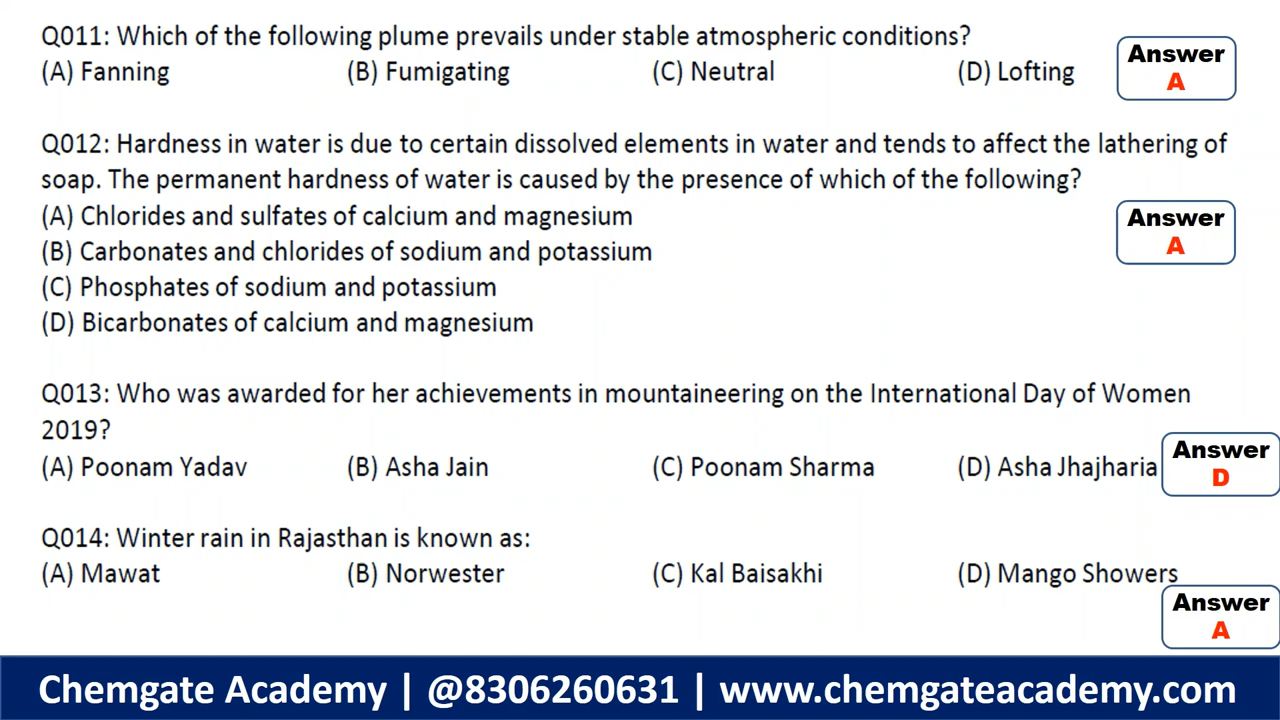 Q011: Which of the following plume prevails under stable atmospheric conditions?
(A) Fanning (B) Fumigating (C) Neutral (D) Lofting
Answer
A
Q012: Hardness in water is due to certain dissolved elements in water and tends to affect the lathering of
soap. The permanent hardness of water is caused by the presence of which of the following?
(A) Chlorides and sulfates of calcium and magnesium
(B) Carbonates and chlorides of sodium and potassium
(C) Phosphates of sodium and potassium
(D) Bicarbonates of calcium and magnesium
Answer
A
Q013: Who was awarded for her achievements in mountaineering on the International Day of Women
2019?
(A) Poonam Yadav (B) Asha Jain (C) Poonam Sharma (D) Asha Jhajharia
Answer
D
Q014: Winter rain in Rajasthan is known as:
(A) Mawat (B) Norwester (C) Kal Baisakhi (D) Mango Showers
Answer
A
Chemgate Academy | @8306260631 | www.chemgateacademy.com